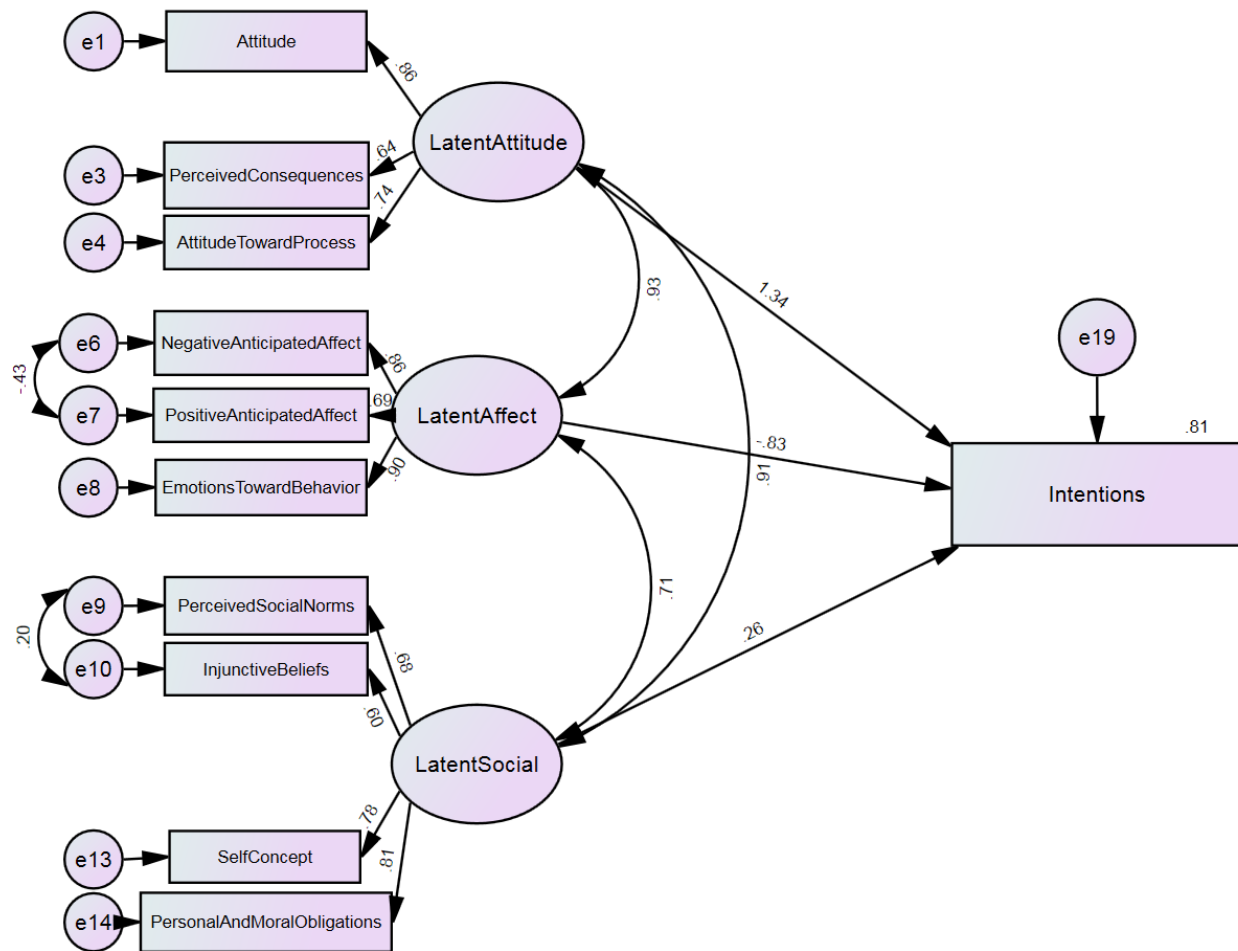 e1
Attitude
.86
LatentAttitude
e3
PerceivedConsequences
.64
e4
AttitudeTowardProcess
.74
.93
1.34
e19
e6
NegativeAnticipatedAffect
.86
-.43
e7
PositiveAnticipatedAffect
.69
LatentAffect
e8
EmotionsTowardBehavior
.90
-.83
.91
.81
Intentions
e9
PerceivedSocialNorms
.68
.20
e10
InjunctiveBeliefs
.60
.71
.26
LatentSocial
e13
SelfConcept
.78
e14
PersonalAndMoralObligations
.81